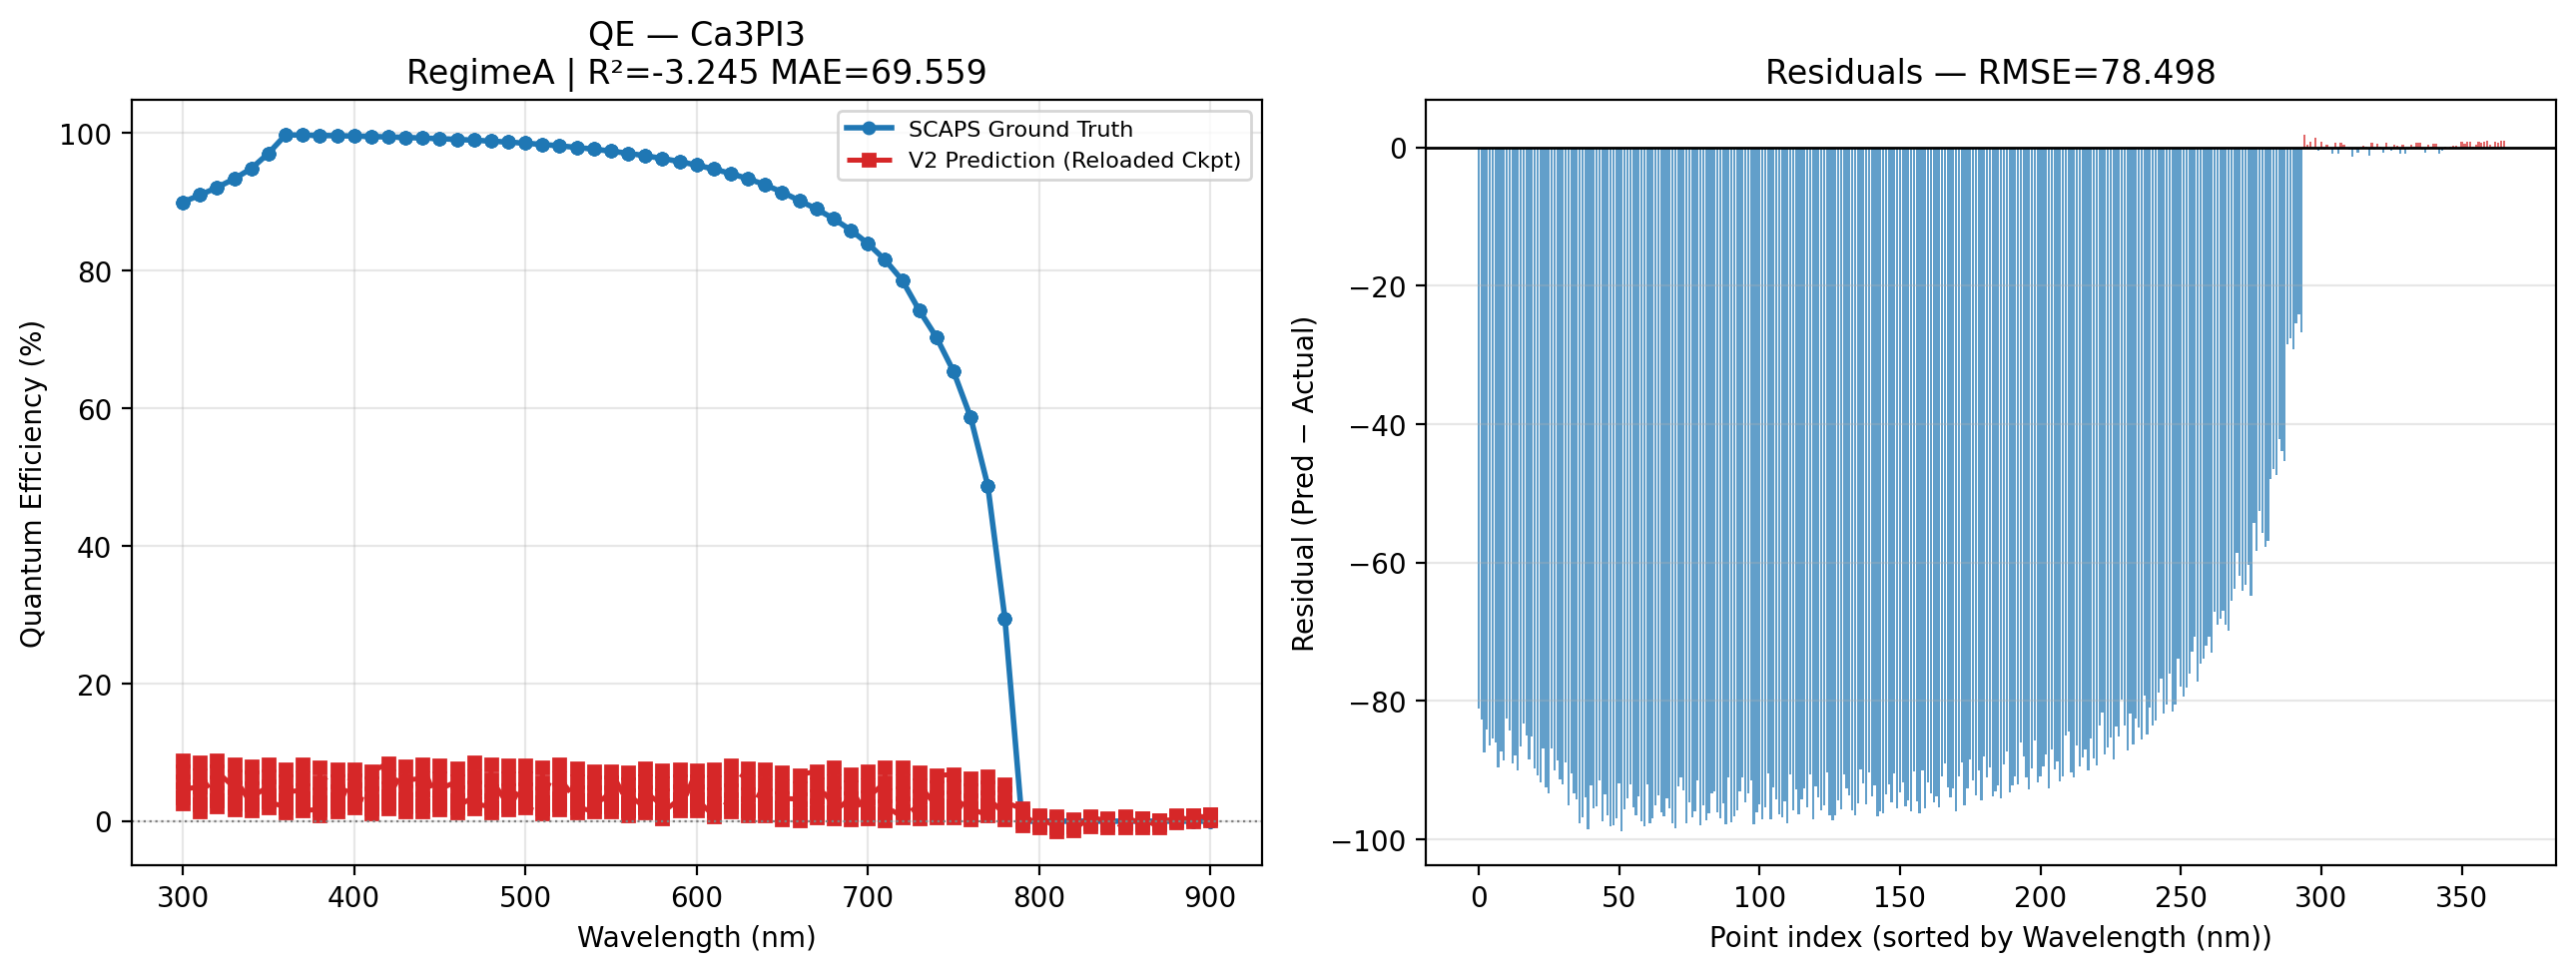 QE — Ca3PI3
RegimeA | R²=-3.245 MAE=69.559
SCAPS Ground Truth
V2 Prediction (Reloaded Ckpt)
Quantum Efficiency (%)
100
80
60
40
20
0
300 400 500 600 700 800 900
Wavelength (nm)
Residuals — RMSE=78.498
Residual (Pred − Actual)
0
−20
−40
−60
−80
−100
0 50 100 150 200 250 300 350
Point index (sorted by Wavelength (nm))